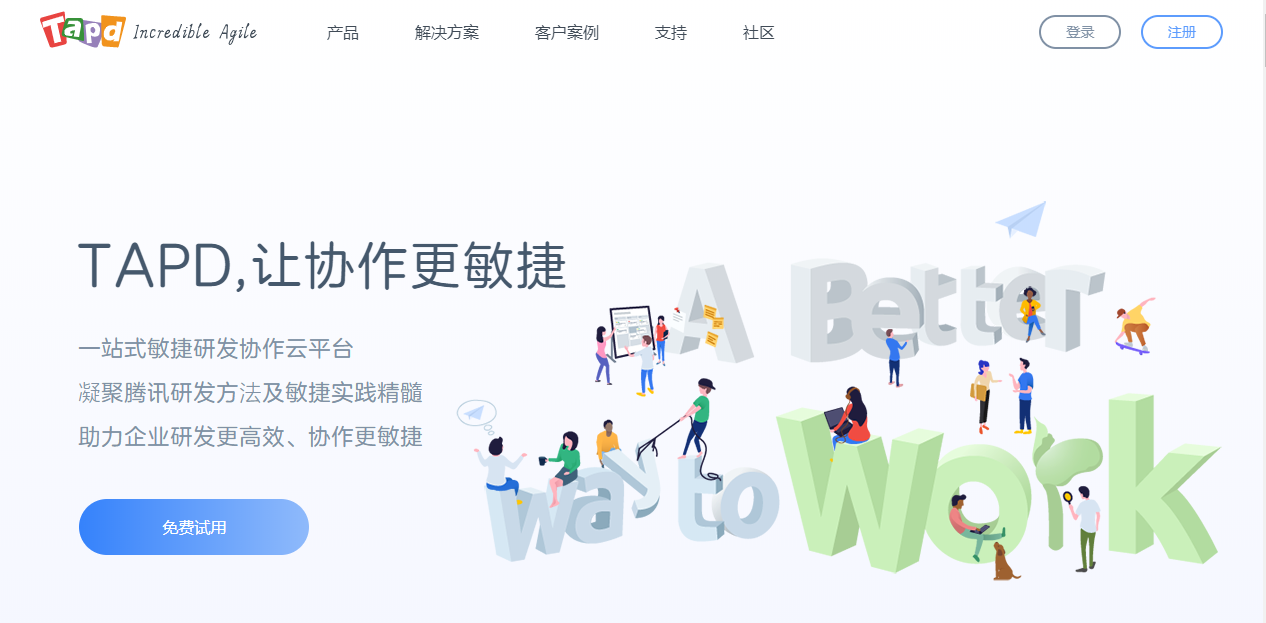 Tapd Incredible Agile 产品 解决方案 客户案例 支持 社区 登录 注册
TAPD,让协作更敏捷
一站式敏捷研发协作云平台
凝聚腾讯研发方法及敏捷实践精髓
助力企业研发更高效、协作更敏捷
免费试用
A Better
way to Work